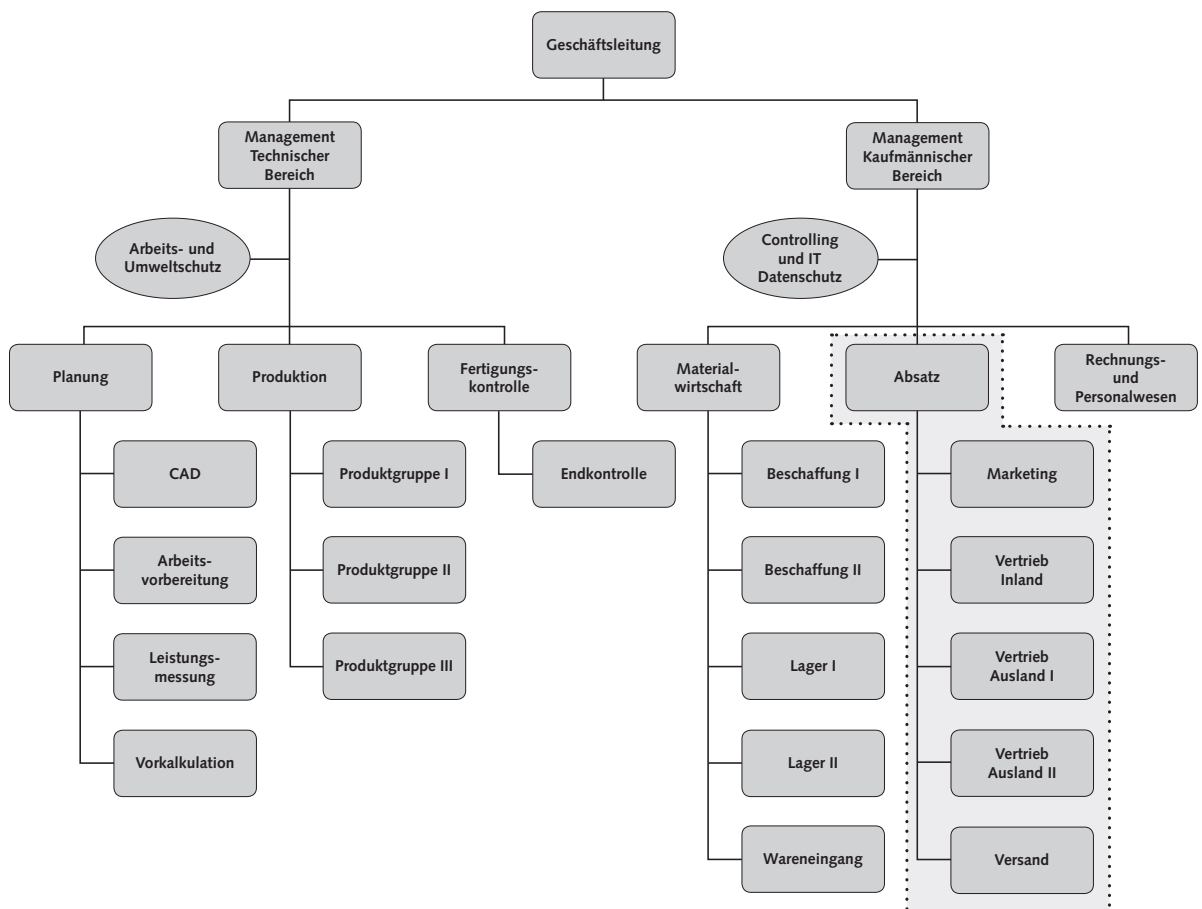 Geschäftsleitung
Management
Technischer
Bereich
Management
Kaufmännischer
Bereich
Arbeits- und
Umweltschutz
Controlling
und IT
Datenschutz
Planung
Produktion
Fertigungs-
kontrolle
Material-
wirtschaft
Absatz
Rechnungs-
und
Personalwesen
CAD
Produktgruppe I
Endkontrolle
Beschaffung I
Marketing
Arbeits-
vorbereitung
Produktgruppe II
Beschaffung II
Vertrieb
Inland
Leistungs-
messung
Produktgruppe III
Lager I
Vertrieb
Ausland I
Vorkalkulation
Lager II
Vertrieb
Ausland II
Wareneingang
Versand